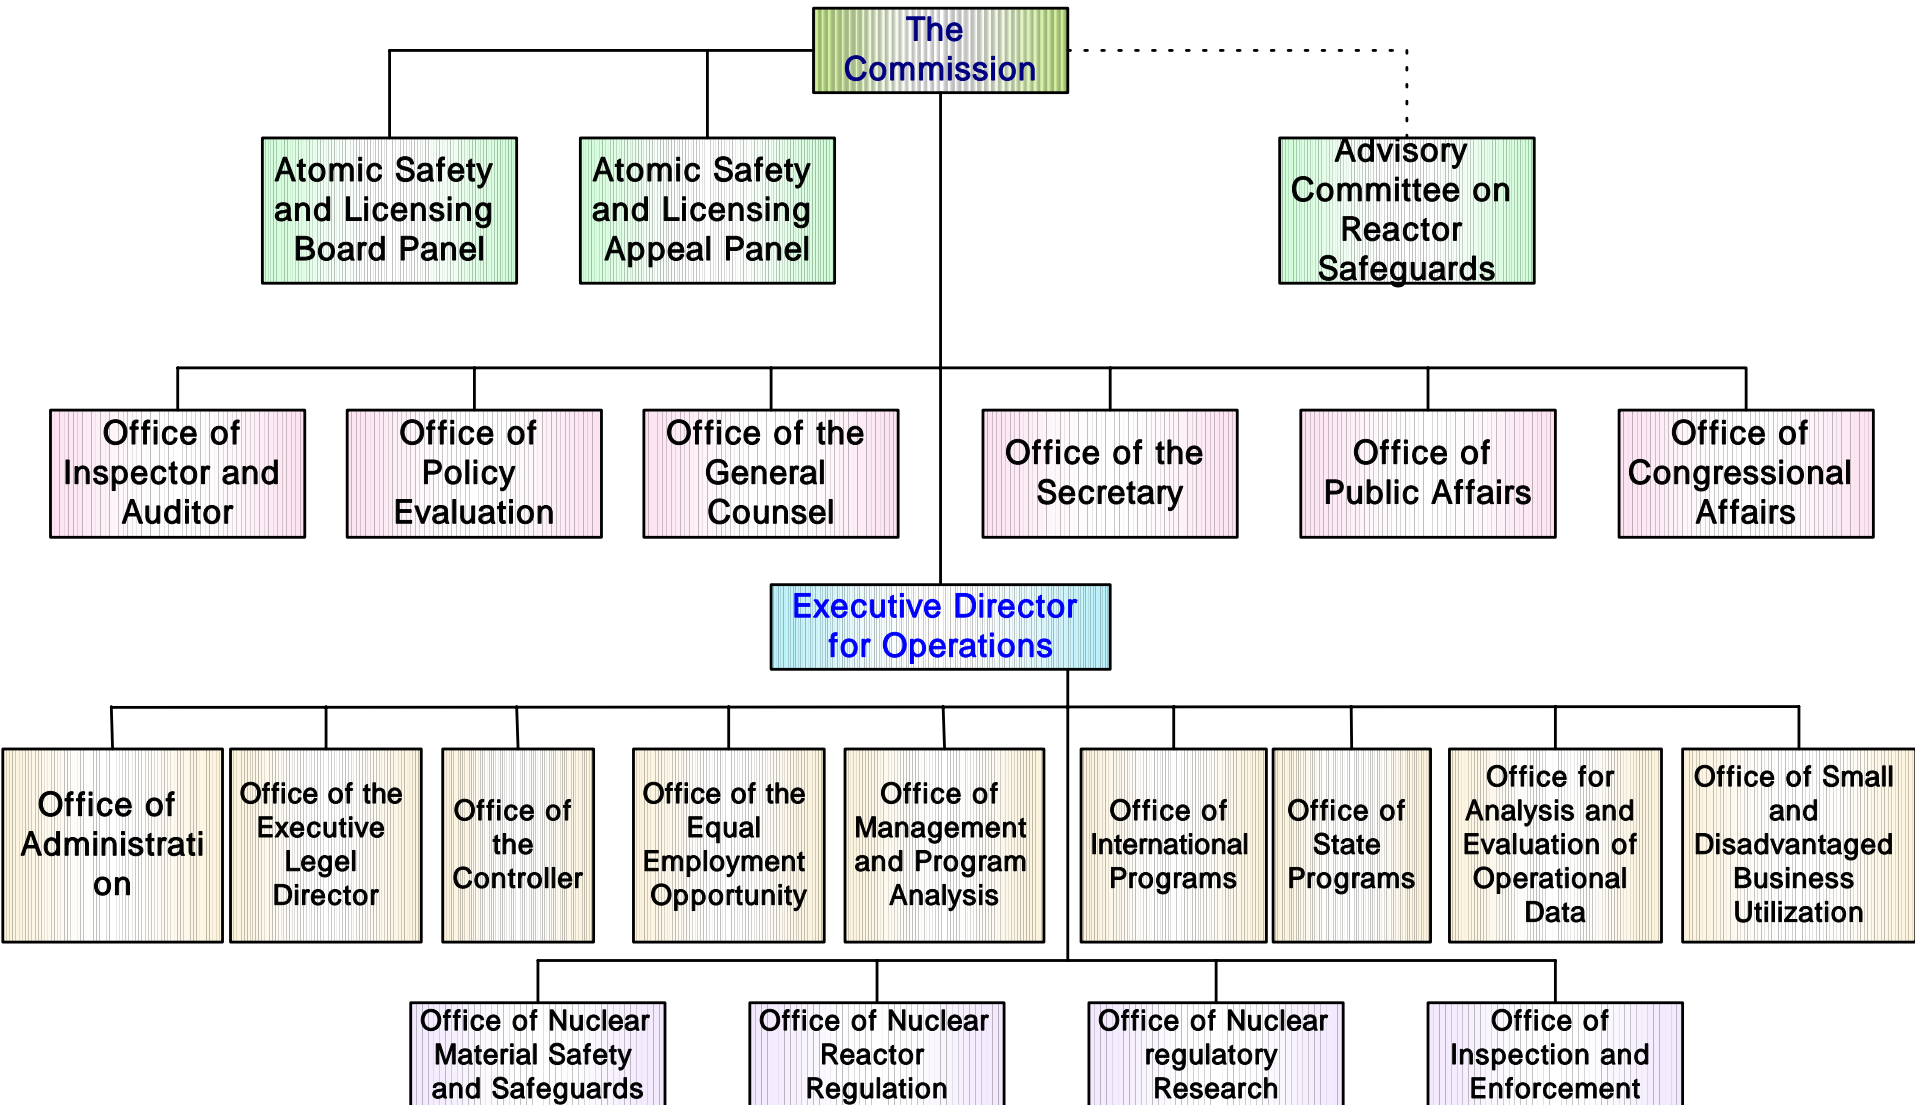 The
Commission
Atomic Safety
and Licensing
Board Panel
Atomic Safety
and Licensing
Appeal Panel
Advisory
Committee on
Reactor
Safeguards
Office of
Inspector and
Auditor
Office of
Policy
Evaluation
Office of the
General
Counsel
Office of the
Secretary
Office of
Public Affairs
Office of
Congressional
Affairs
Executive Director
for Operations
Office of
Administrati
on
Office of the
Executive
Legel
Director
Office of
the
Controller
Office of the
Equal
Employment
Opportunity
Office of
Management
and Program
Analysis
Office of
International
Programs
Office of
State
Programs
Office for
Analysis and
Evaluation of
Operational
Data
Office of Small
and
Disadvantaged
Business
Utilization
Office of Nuclear
Material Safety
and Safeguards
Office of Nuclear
Reactor
Regulation
Office of Nuclear
regulatory
Research
Office of
Inspection and
Enforcement